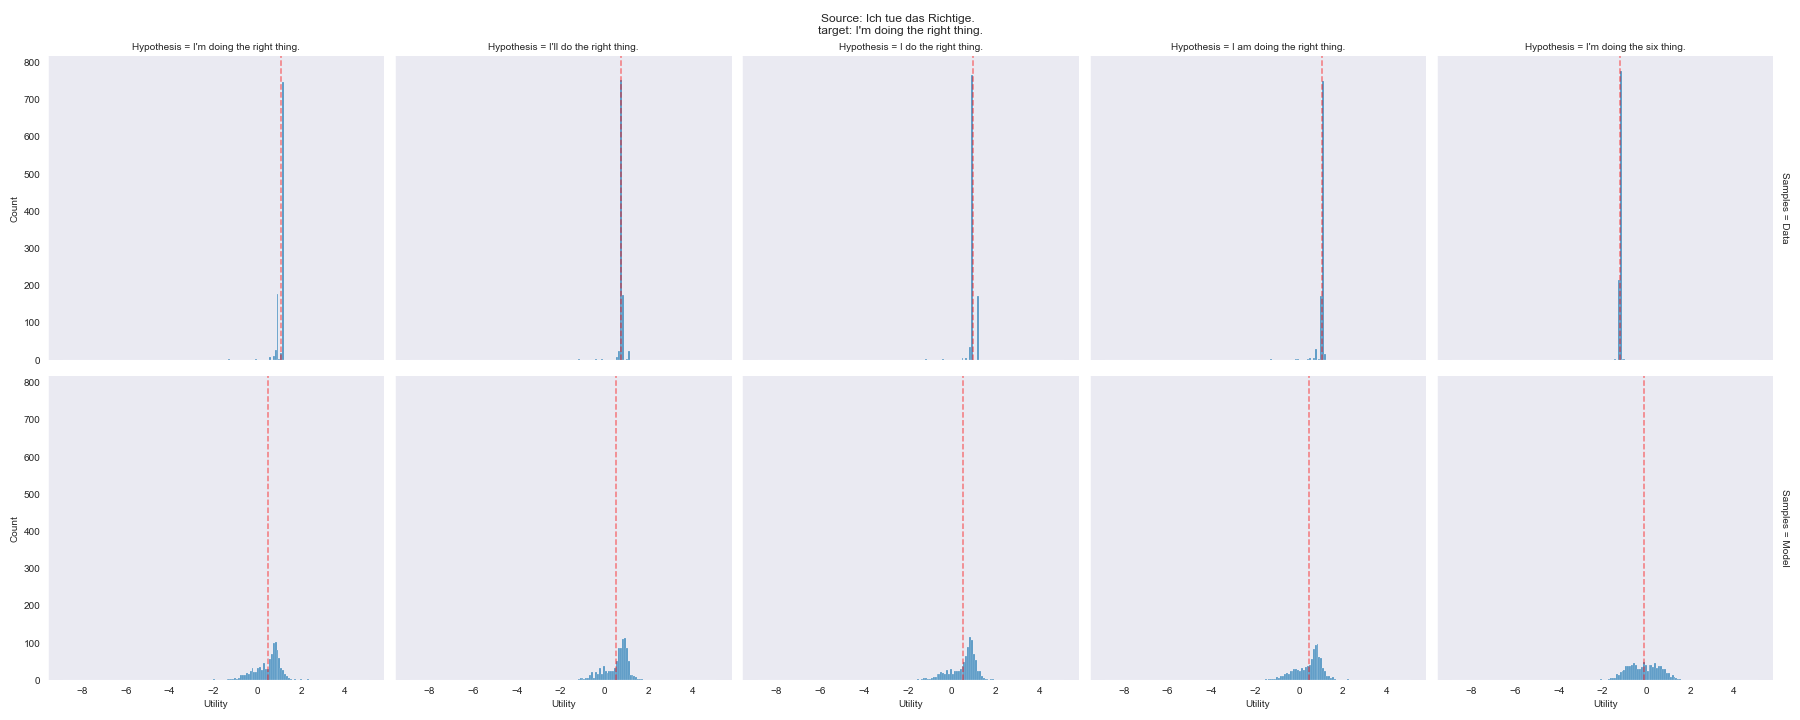 Source: Ich tue das Richtige.
target: I'm doing the right thing.
Hypothesis = I'm doing the right thing.
Hypothesis = I'll do the right thing.
Hypothesis = I do the right thing.
Hypothesis = I am doing the right thing.
Hypothesis = I'm doing the six thing.
800
700
600
500
400
300
200
100
0
Count
Samples = Data
800
700
600
500
400
300
200
100
0
Count
Samples = Model
−8 −6 −4 −2 0 2 4
−8 −6 −4 −2 0 2 4
−8 −6 −4 −2 0 2 4
−8 −6 −4 −2 0 2 4
−8 −6 −4 −2 0 2 4
Utility
Utility
Utility
Utility
Utility